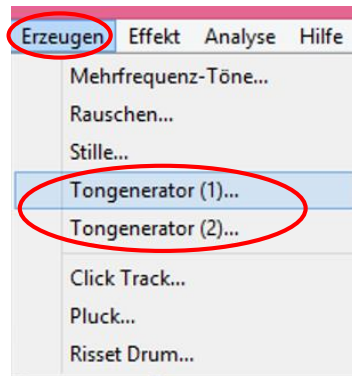 Erzeugen Effekt Analyse Hilfe
Mehrfrequenz-Töne...
Rauschen...
Stille...
Tongenerator (1)...
Tongenerator (2)...
Click Track...
Pluck...
Risset Drum...